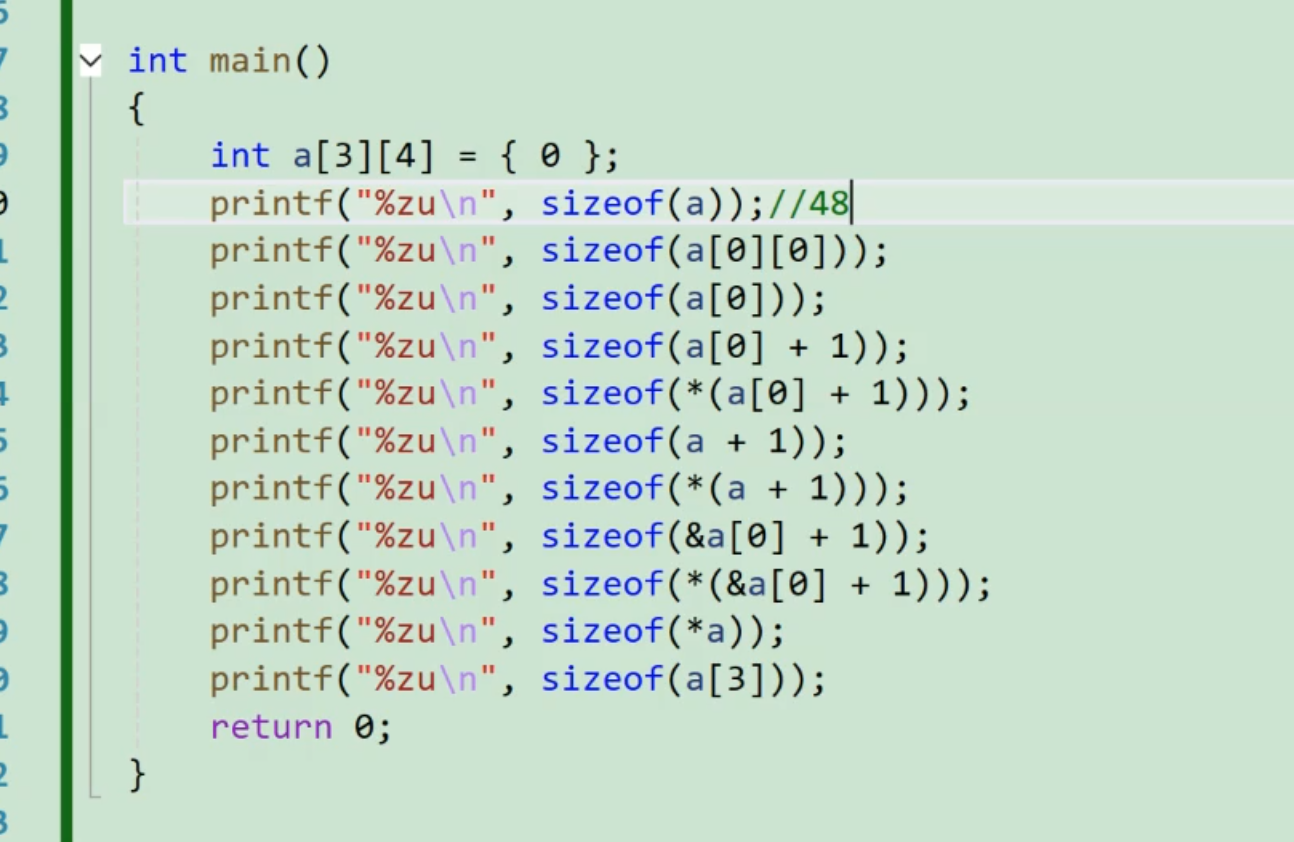 int main()
{
int a[3][4] = { 0 };
printf("%zu\n", sizeof(a));//48
printf("%zu\n", sizeof(a[0][0]));
printf("%zu\n", sizeof(a[0]));
printf("%zu\n", sizeof(a[0] + 1));
printf("%zu\n", sizeof(*(a[0] + 1)));
printf("%zu\n", sizeof(a + 1));
printf("%zu\n", sizeof(*(a + 1)));
printf("%zu\n", sizeof(&a[0] + 1));
printf("%zu\n", sizeof(*(&a[0] + 1)));
printf("%zu\n", sizeof(*a));
printf("%zu\n", sizeof(a[3]));
return 0;
}